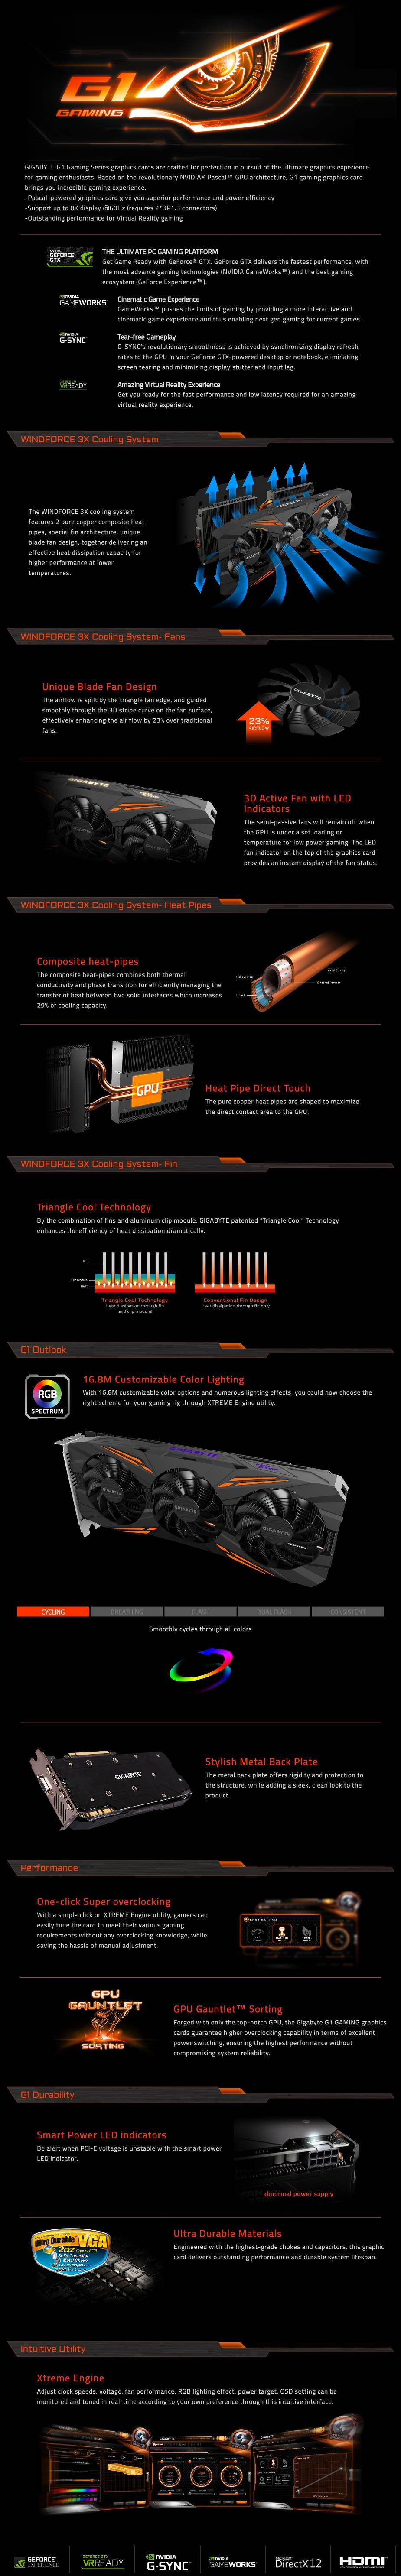 G1
GAMING
GIGABYTE G1 Gaming Series graphics cards are crafted for perfection in pursuit of the ultimate graphics experience
for gaming enthusiasts. Based on the revolutionary NVIDIA® Pascal™ GPU architecture, G1 gaming graphics card
brings you incredible gaming experience.
-Pascal-powered graphics card give you superior performance and power efficiency
-Support up to 8K display @60Hz (requires 2*DP1.3 connectors)
-Outstanding performance for Virtual Reality gaming
NVIDIA
GEFORCE
GTX
THE ULTIMATE PC GAMING PLATFORM
Get Game Ready with GeForce® GTX. GeForce GTX delivers the fastest performance, with
the most advance gaming technologies (NVIDIA GameWorks™) and the best gaming
ecosystem (GeForce Experience™).
NVIDIA
GAMEWORKS
Cinematic Game Experience
GameWorks™ pushes the limits of gaming by providing a more interactive and
cinematic game experience and thus enabling next gen gaming for current games.
NVIDIA
G-SYNC
Tear-free Gameplay
G-SYNC's revolutionary smoothness is achieved by synchronizing display refresh
rates to the GPU in your GeForce GTX-powered desktop or notebook, eliminating
screen tearing and minimizing display stutter and input lag.
GEFORCE GTX
VRREADY
Amazing Virtual Reality Experience
Get you ready for the fast performance and low latency required for an amazing
virtual reality experience.
WINDFORCE 3X Cooling System
The WINDFORCE 3X cooling system
features 2 pure copper composite heat-
pipes, special fin architecture, unique
blade fan design, together delivering an
effective heat dissipation capacity for
higher performance at lower
temperatures.
WINDFORCE 3X Cooling System- Fans
Unique Blade Fan Design
The airflow is spilt by the triangle fan edge, and guided
smoothly through the 3D stripe curve on the fan surface,
effectively enhancing the air flow by 23% over traditional
fans.
GIGABYTE
23%
AIRFLOW
GIGABYTE
3D Active Fan with LED
Indicators
The semi-passive fans will remain off when
the GPU is under a set loading or
temperature for low power gaming. The LED
fan indicator on the top of the graphics card
provides an instant display of the fan status.
WINDFORCE 3X Cooling System- Heat Pipes
Composite heat-pipes
The composite heat-pipes combines both thermal
conductivity and phase transition for efficiently managing the
transfer of heat between two solid interfaces which increases
29% of cooling capacity.
GPU
Heat Pipe Direct Touch
The pure copper heat pipes are shaped to maximize
the direct contact area to the GPU.
WINDFORCE 3X Cooling System- Fin
Triangle Cool Technology
By the combination of fins and aluminum clip module, GIGABYTE patented "Triangle Cool" Technology
enhances the efficiency of heat dissipation dramatically.
Triangle Cool Technology
Heat dissipation through fin
and clip moduler
Conventional Fin Design
Heat dissipation through fin only
G1 Outlook
RGB
SPECTRUM
16.8M Customizable Color Lighting
With 16.8M customizable color options and numerous lighting effects, you could now choose the
right scheme for your gaming rig through XTREME Engine utility.
GIGABYTE
GIGABYTE
GIGABYTE
GIGABYTE
CYCLING
BREATHING
FLASH
DUAL FLASH
CONSISTENT
Smoothly cycles through all colors
GIGABYTE
Stylish Metal Back Plate
The metal back plate offers rigidity and protection to
the structure, while adding a sleek, clean look to the
product.
Performance
One-click Super overclocking
With a simple click on XTREME Engine utility, gamers can
easily tune the card to meet their various gaming
requirements without any overclocking knowledge, while
saving the hassle of manual adjustment.
GPU
GAUNTLET
SORTING
GPU Gauntlet™ Sorting
Forged with only the top-notch GPU, the Gigabyte G1 GAMING graphics
cards guarantee higher overclocking capability in terms of excellent
power switching, ensuring the highest performance without
compromising system reliability.
G1 Durability
Smart Power LED indicators
Be alert when PCI-E voltage is unstable with the smart power
LED indicator.
abnormal power supply
Ultra Durable VGA
2oz Copper PCB
Solid Capacitor
Metal Choke
Ultra Durable Materials
Engineered with the highest-grade chokes and capacitors, this graphic
card delivers outstanding performance and durable system lifespan.
Intuitive Utility
Xtreme Engine
Adjust clock speeds, voltage, fan performance, RGB lighting effect, power target, OSD setting can be
monitored and tuned in real-time according to your own preference through this intuitive interface.
GEFORCE
EXPERIENCE
GEFORCE GTX
VRREADY
NVIDIA
G-SYNC
NVIDIA
GAMEWORKS
Microsoft
DirectX 12
HDMI